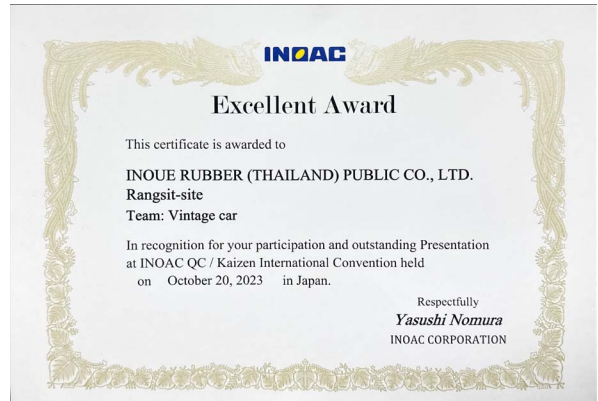 INOAC
Excellent Award
This certificate is awarded to
INOUE RUBBER (THAILAND) PUBLIC CO., LTD.
Rangsit-site
Team: Vintage car
In recognition for your participation and outstanding Presentation
at INOAC QC / Kaizen International Convention held
on October 20, 2023 in Japan.
Respectfully
Yasushi Nomura
INOAC CORPORATION